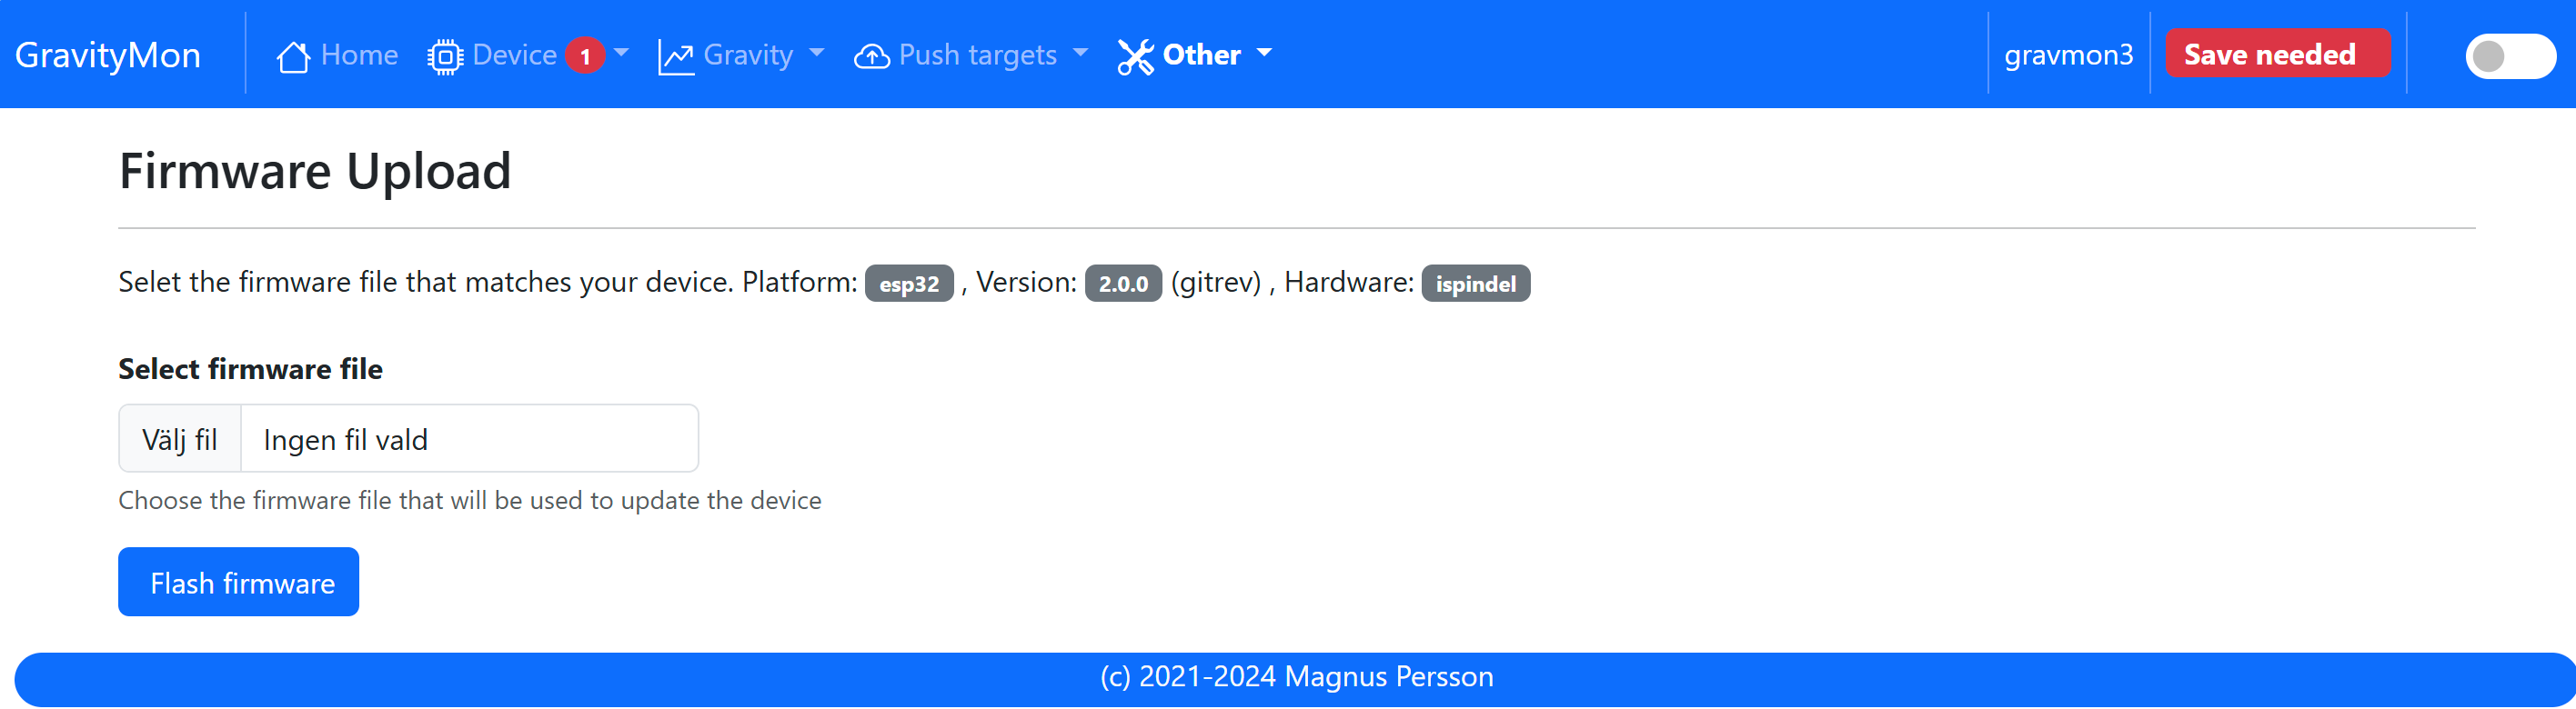 GravityMon Home Device 1 Gravity Push targets Other gravmon3 Save needed
Firmware Upload
Selet the firmware file that matches your device. Platform: esp32 , Version: 2.0.0 (gitrev) , Hardware: ispindel
Select firmware file
Välj fil Ingen fil vald
Choose the firmware file that will be used to update the device
Flash firmware
(c) 2021-2024 Magnus Persson